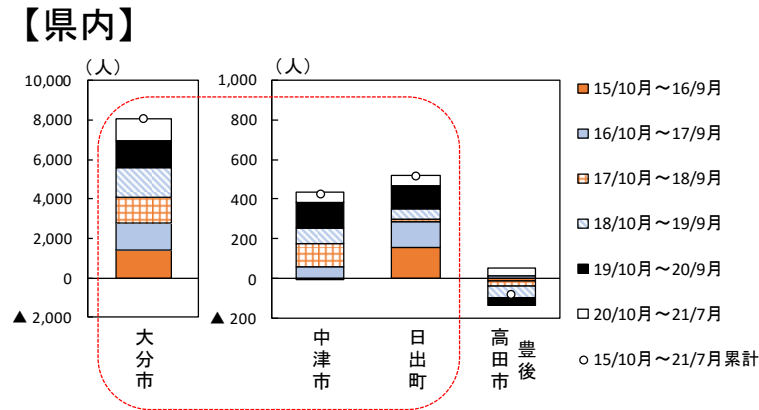 【県内】
（人）
10,000
8,000
6,000
4,000
2,000
0
▲ 2,000
大分市
（人）
1,000
800
600
400
200
0
▲ 200
中津市
日出町
豊後
高田市
15/10月～16/9月
16/10月～17/9月
17/10月～18/9月
18/10月～19/9月
19/10月～20/9月
20/10月～21/7月
15/10月～21/7月累計